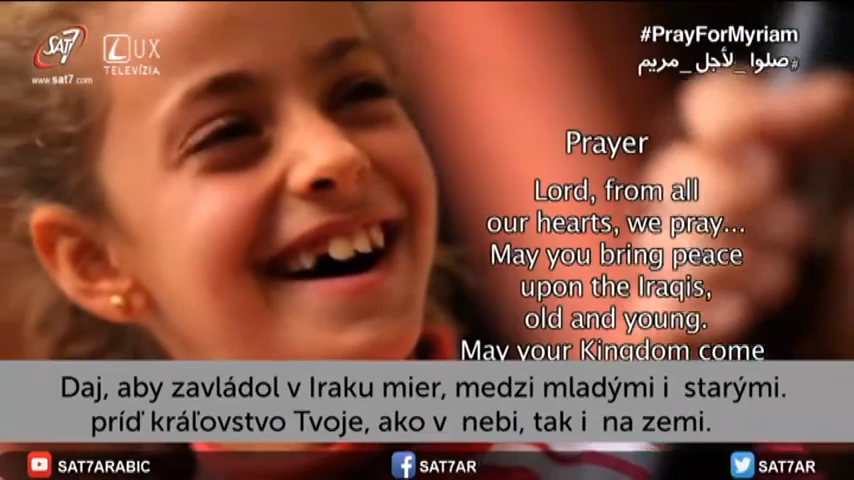 SAT7
www.sat7.com
LUX
TELEVÍZIA
#PrayForMyriam
#صلوا_لأجل_مريم
Prayer
Lord, from all
our hearts, we pray...
May you bring peace
upon the Iraqis,
old and young.
May your Kingdom come
Daj, aby zavládol v Iraku mier, medzi mladými i starými.
príď kráľovstvo Tvoje, ako v nebi, tak i na zemi.
SAT7ARABIC
SAT7AR
SAT7AR